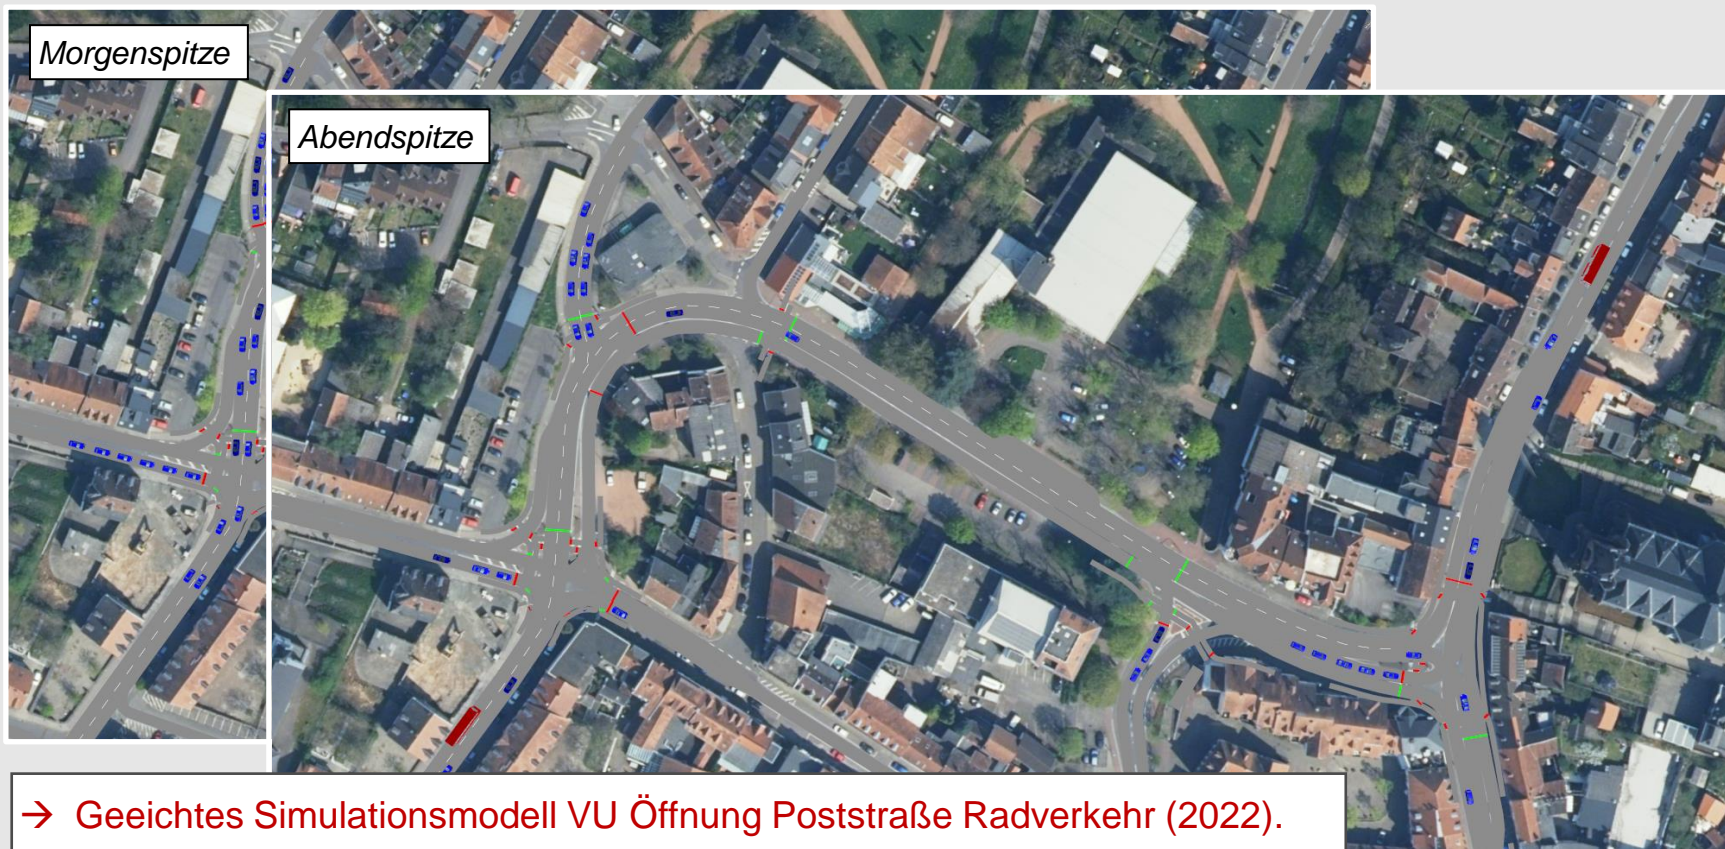 Morgenspitze
Abendspitze
→ Geeichtes Simulationsmodell VU Öffnung Poststraße Radverkehr (2022).